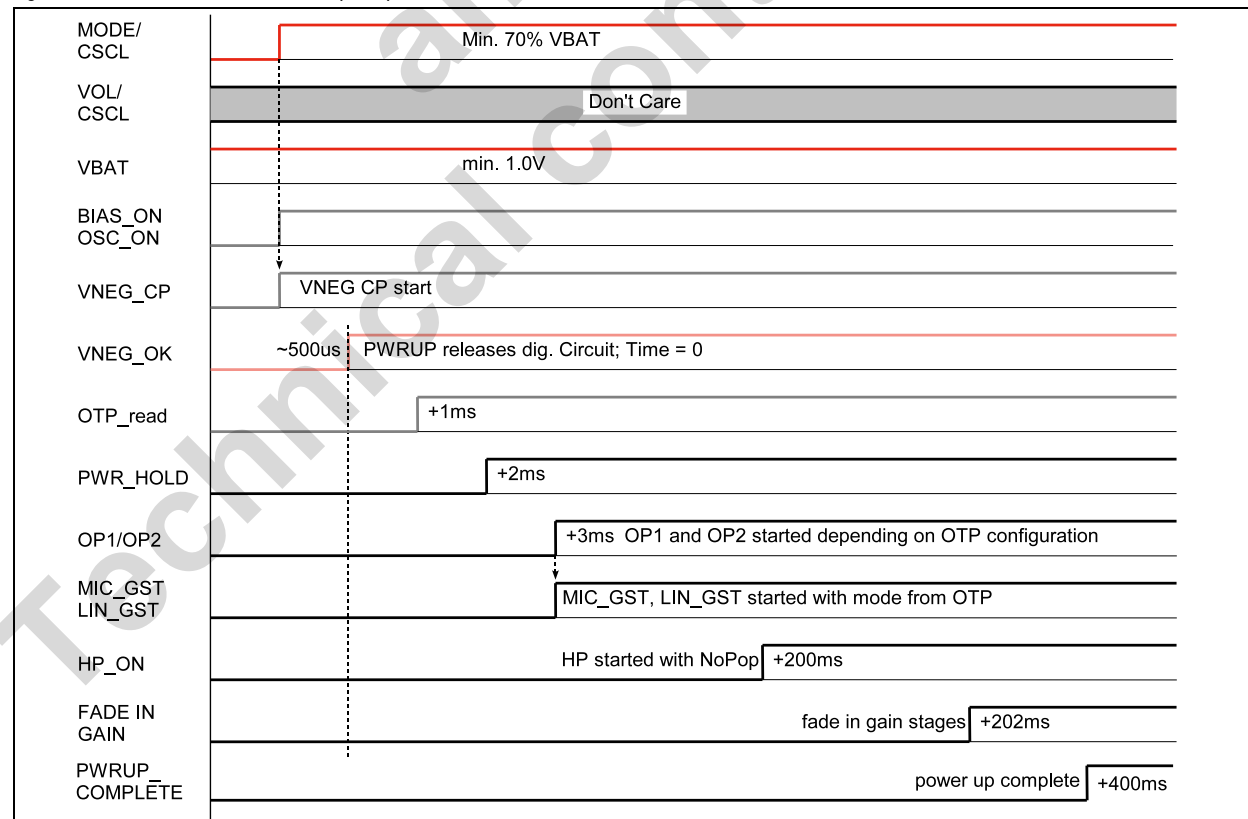 MODE/
CSCL
Min. 70% VBAT
VOL/
CSCL
Don't Care
VBAT
min. 1.0V
BIAS_ON
OSC_ON
VNEG_CP
VNEG CP start
VNEG_OK
~500us
PWRUP releases dig. Circuit; Time = 0
OTP_read
+1ms
PWR_HOLD
+2ms
OP1/OP2
+3ms OP1 and OP2 started depending on OTP configuration
MIC_GST
LIN_GST
MIC_GST, LIN_GST started with mode from OTP
HP_ON
HP started with NoPop
+200ms
FADE IN
GAIN
fade in gain stages
+202ms
PWRUP_
COMPLETE
power up complete
+400ms
Technical